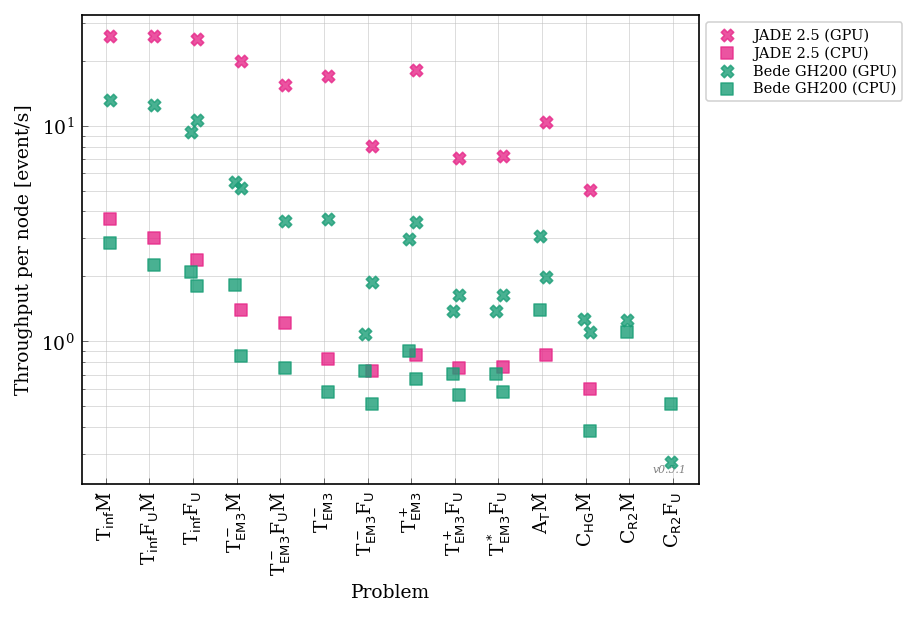 Throughput per node [event/s]
10¹
10⁰
JADE 2.5 (GPU)
JADE 2.5 (CPU)
Bede GH200 (GPU)
Bede GH200 (CPU)
T_inf M̃
T_inf F_U M̃
T_inf F_U
T⁻_EM3 M̃
T⁻_EM3 F_U M̃
T⁻_EM3
T⁻_EM3 F_U
T⁺_EM3
T⁺_EM3 F_U
T*_EM3 F_U
A_T M̃
C_HG M̃
C_R2 M̃
C_R2 F_U
Problem